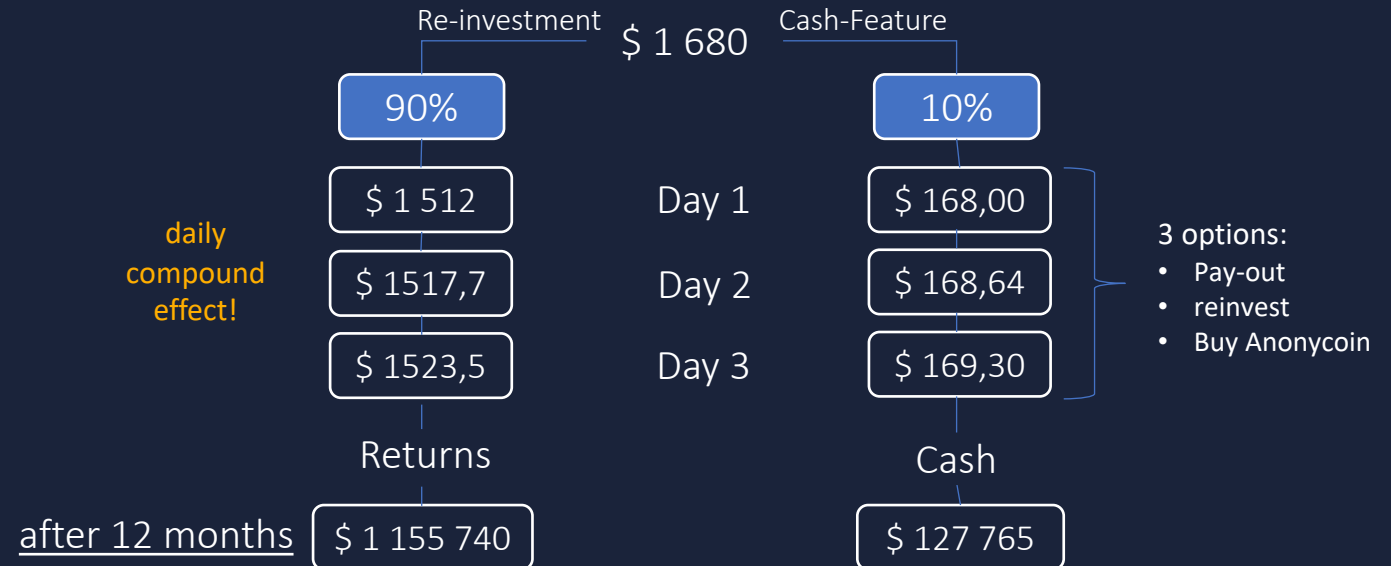 Re-investment
$ 1 680
Cash-Feature
90%
10%
$ 1 512
Day 1
$ 168,00
daily
compound
effect!
$ 1517,7
Day 2
$ 168,64
$ 1523,5
Day 3
$ 169,30
3 options:
• Pay-out
• reinvest
• Buy Anonycoin
Returns
Cash
after 12 months
$ 1 155 740
$ 127 765